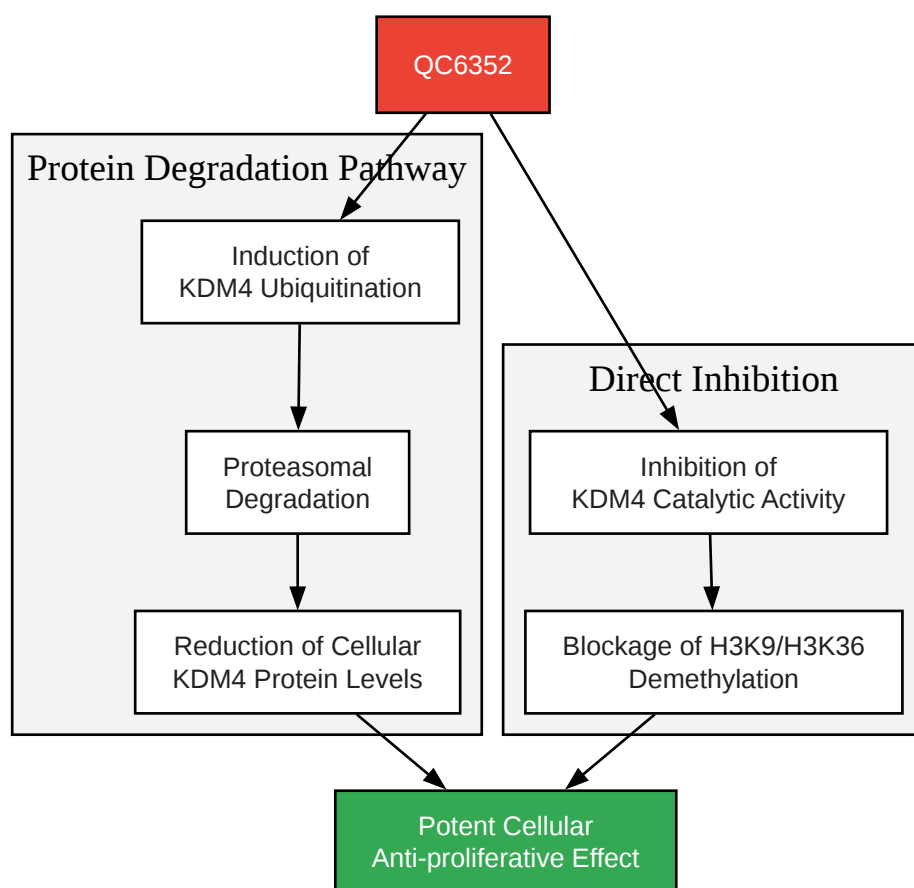 QC6352
Protein Degradation Pathway
Induction of
KDM4 Ubiquitination
Proteasomal
Degradation
Reduction of Cellular
KDM4 Protein Levels
Direct Inhibition
Inhibition of
KDM4 Catalytic Activity
Blockage of H3K9/H3K36
Demethylation
Potent Cellular
Anti-proliferative Effect